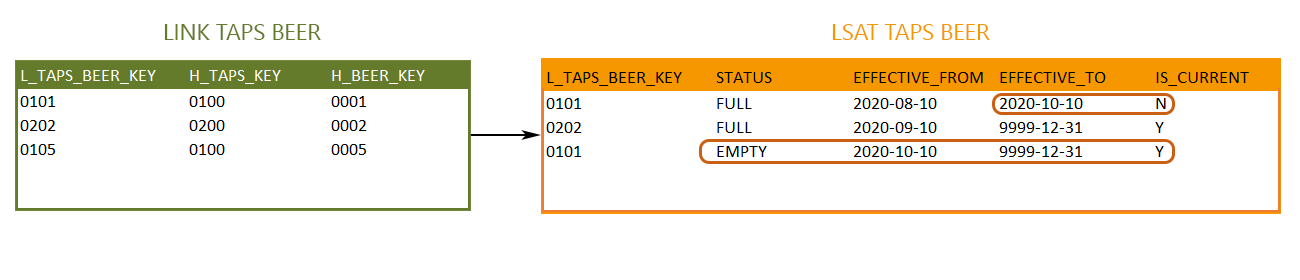 LINK TAPS BEER
L_TAPS_BEER_KEY H_TAPS_KEY H_BEER_KEY
0101 0100 0001
0202 0200 0002
0105 0100 0005
LSAT TAPS BEER
L_TAPS_BEER_KEY STATUS EFFECTIVE_FROM EFFECTIVE_TO IS_CURRENT
0101 FULL 2020-08-10 2020-10-10 N
0202 FULL 2020-09-10 9999-12-31 Y
0101 EMPTY 2020-10-10 9999-12-31 Y